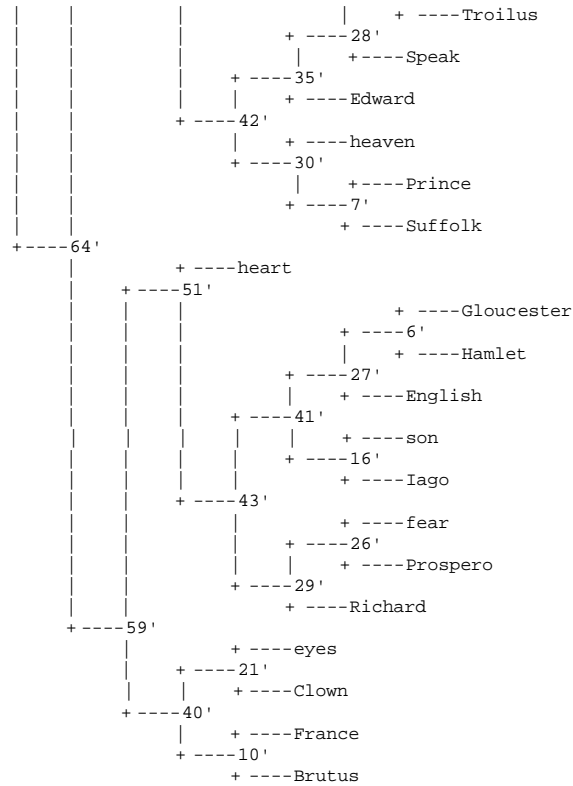 |     |           |                 |    + ----Troilus
|     |           |           + ----28'
|     |           |            |     +----Speak
|     |           |     + ----35'
|     |           |     |     + ----Edward
|     |           + ----42'
|     |                 |     + ----heaven
|     |                 + ----30'
|     |                        |     +----Prince
|     |                       + ----7'
|     |                             + ----Suffolk
+----64'
      |           + ----heart
      |     + ----51'
      |     |     |                       + ----Gloucester
      |     |     |                 + ----6'
      |     |     |                 |     + ----Hamlet
      |     |     |           + ----27'
      |     |     |           |     + ----English
      |     |     |     + ----41'
      |     |     |     |     |     + ----son
      |     |     |     |     + ----16'
      |     |     |     |           + ----Iago
      |     |     + ----43'
      |     |           |           + ----fear
      |     |           |     + ----26'
      |     |           |     |     + ----Prospero
      |     |           + ----29'
      |     |                 + ----Richard
      + ----59'
            |           + ----eyes
            |     + ----21'
            |     |     + ----Clown
            + ----40'
                  |     + ----France
                  + ----10'
                        + ----Brutus